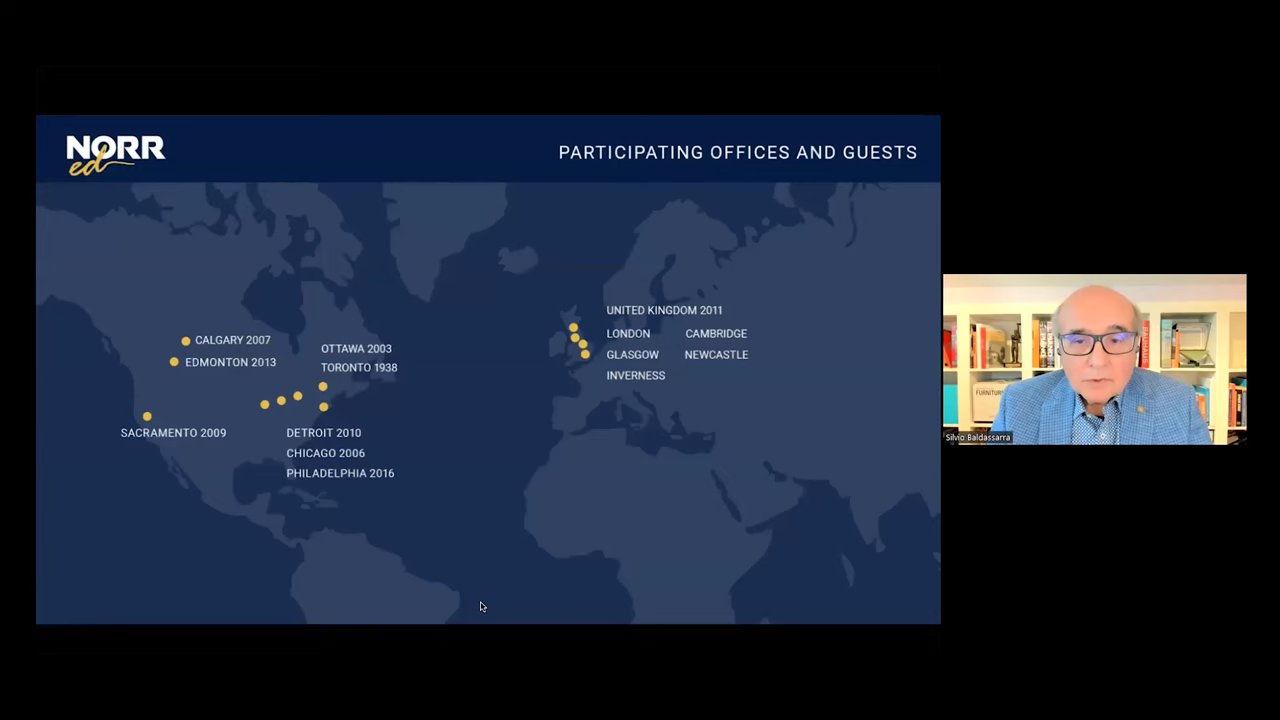 NORR
ed
PARTICIPATING OFFICES AND GUESTS
CALGARY 2007
EDMONTON 2013
OTTAWA 2003
TORONTO 1938
SACRAMENTO 2009
DETROIT 2010
CHICAGO 2006
PHILADELPHIA 2016
UNITED KINGDOM 2011
LONDON CAMBRIDGE
GLASGOW NEWCASTLE
INVERNESS
FURNITURE
Silvio Baldassarra